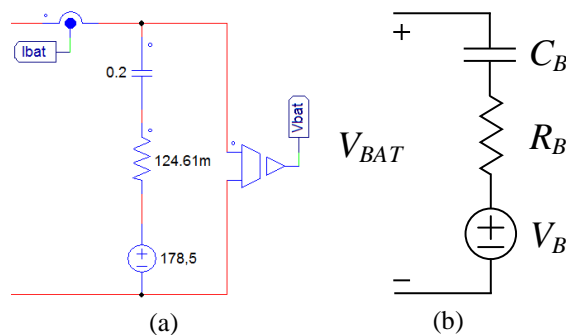 Ibat
0.2
124.61m
178,5
Vbat
(a)
+
V_BAT
−
C_B
R_B
V_B
(b)